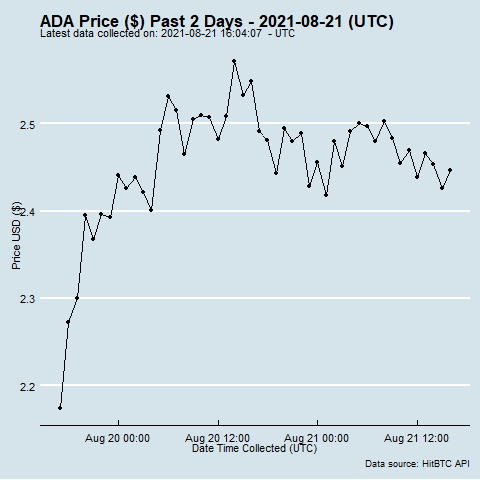 ADA Price ($) Past 2 Days - 2021-08-21 (UTC)
Latest data collected on: 2021-08-21 16:04:07 - UTC
Price USD ($)
2.5
2.4
2.3
2.2
Aug 20 00:00 Aug 20 12:00 Aug 21 00:00 Aug 21 12:00
Date Time Collected (UTC)
Data source: HitBTC API